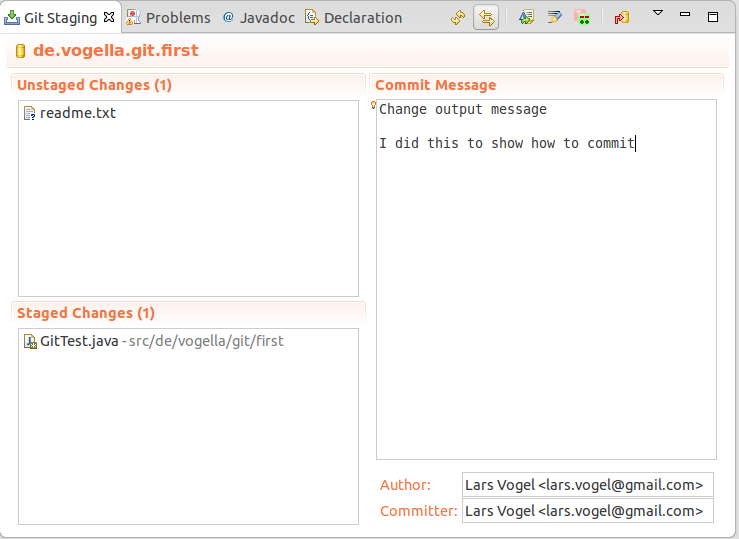 Git Staging
Problems
@ Javadoc
Declaration
de.vogella.git.first
Unstaged Changes (1)
readme.txt
Staged Changes (1)
GitTest.java - src/de/vogella/git/first
Commit Message
Change output message
I did this to show how to commit
Author: Lars Vogel <lars.vogel@gmail.com>
Committer: Lars Vogel <lars.vogel@gmail.com>